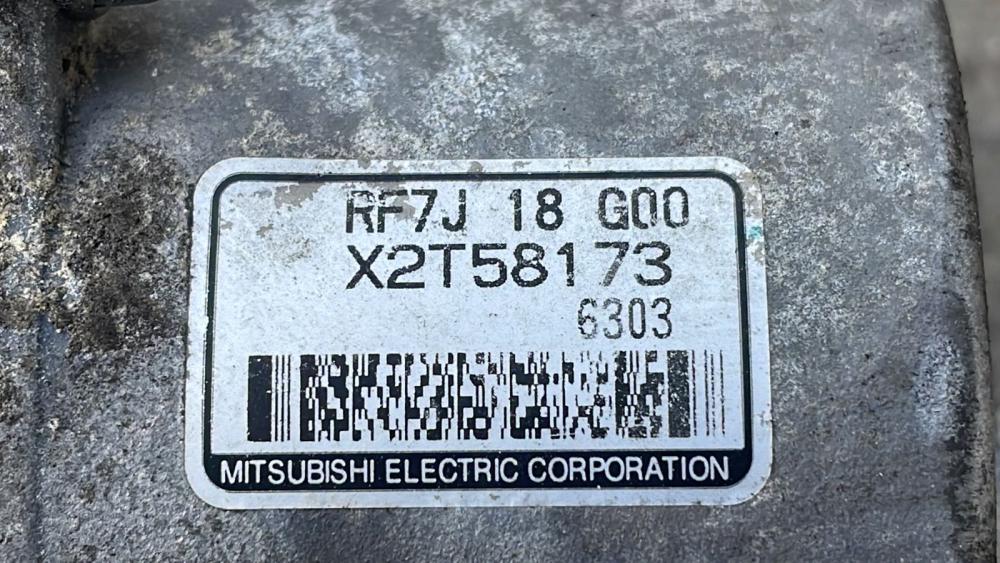 RF7J 18 G00
X2T58173
6303
MITSUBISHI ELECTRIC CORPORATION